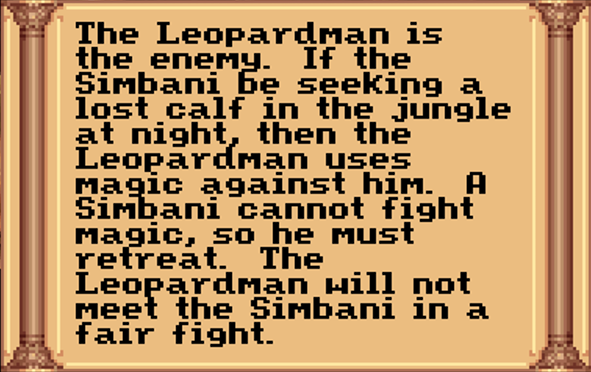 The Leopardman is
the enemy.  If the
Simbani be seeking a
lost calf in the jungle
at night, then the
Leopardman uses
magic against him.  A
Simbani cannot fight
magic, so he must
retreat.  The
Leopardman will not
meet the Simbani in a
fair fight.